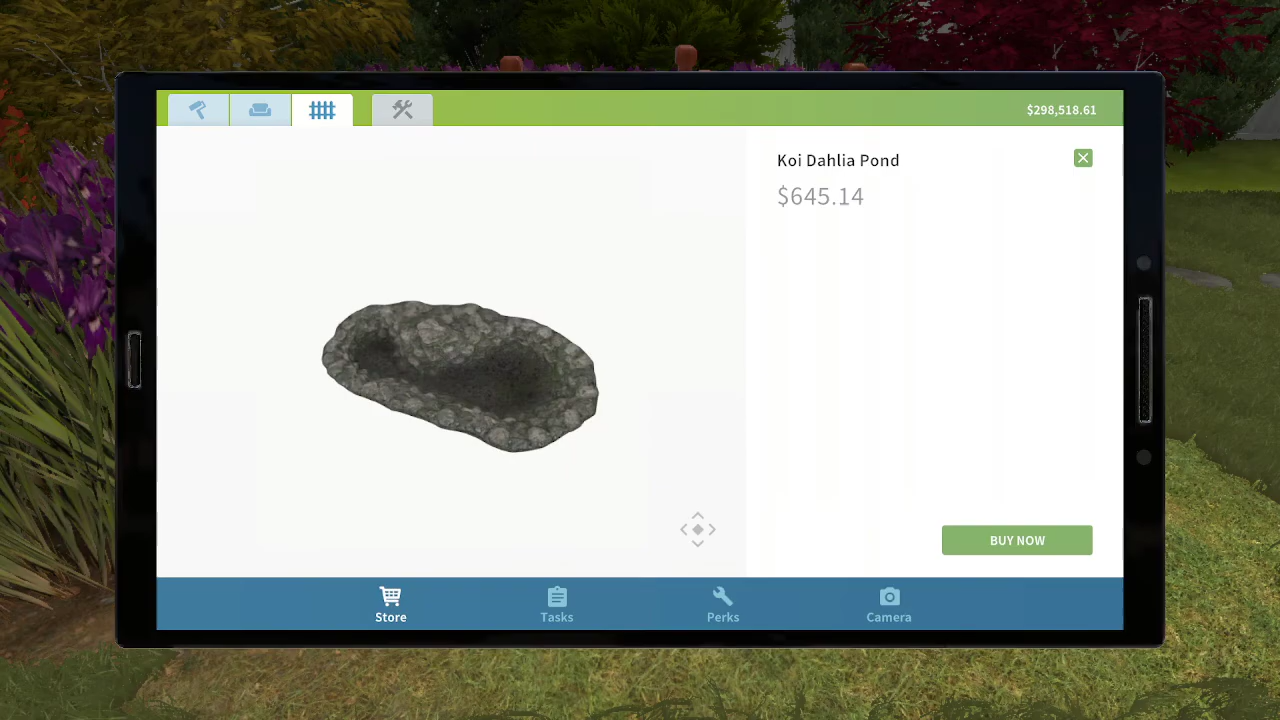 $298,518.61
Koi Dahlia Pond
$645.14
BUY NOW
Store
Tasks
Perks
Camera